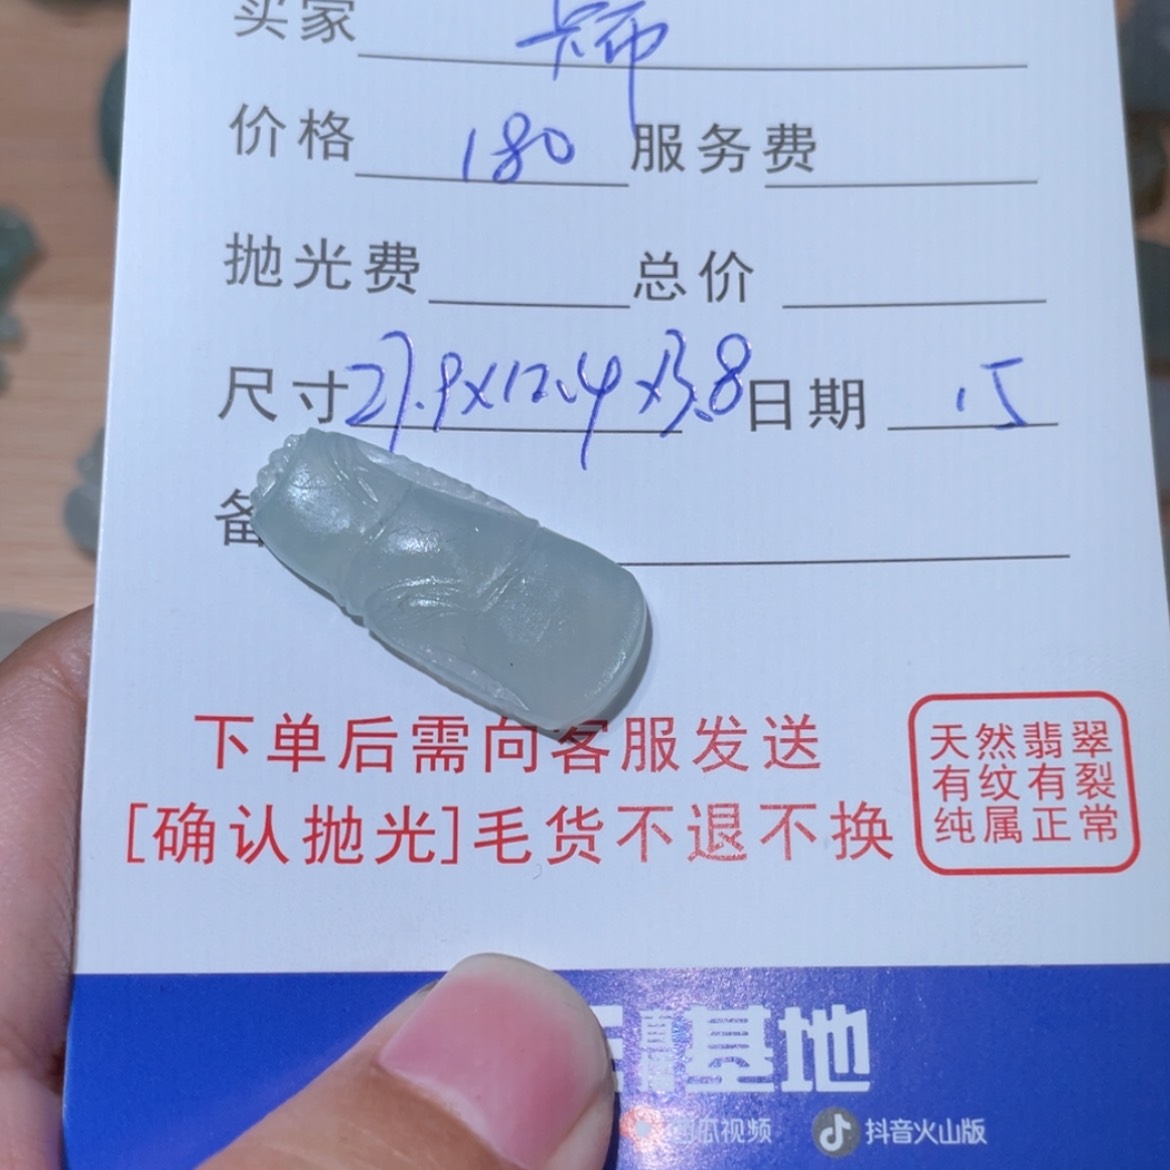 买家 卡布
价格 180 服务费
抛光费 总价
尺寸 27.9x12.4x3.8 日期 15
备
下单后需向客服发送
[确认抛光]毛货不退不换
天然翡翠
有纹有裂
纯属正常
基地
瓜视频 抖音火山版